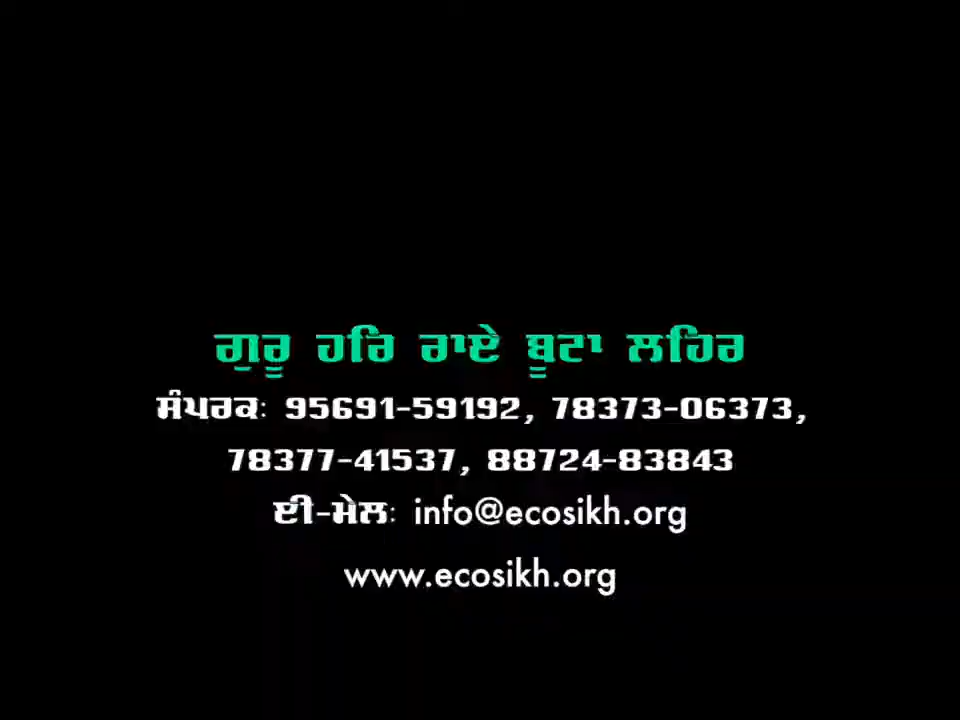 ਗੁਰੂ ਹਰਿ ਰਾਏ ਬੂਟਾ ਲਹਿਰ
ਸੰਪਰਕ: 95691-59192, 78373-06373,
78377-41537, 88724-83843
ਈ-ਮੇਲ: info@ecosikh.org
www.ecosikh.org